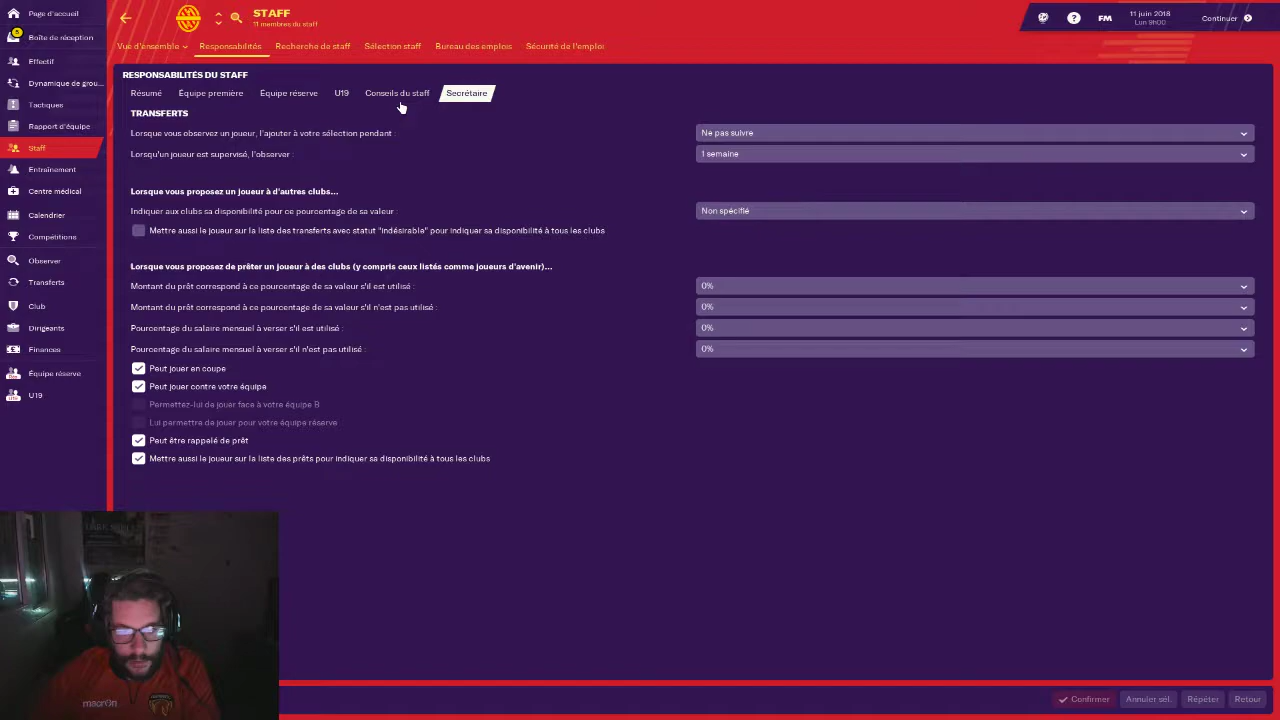 Page d'accueil
STAFF
11 membres du staff
11 juin 2018
Lun 9h00
FM
Continuer
5
Boîte de réception
Vue d'ensemble
Responsabilités
Recherche de staff
Sélection staff
Bureau des emplois
Sécurité de l'emploi
Effectif
Dynamique de grou...
Tactiques
Rapport d'équipe
Staff
Entraînement
Centre médical
Calendrier
Compétitions
Observer
Transferts
Club
Dirigeants
Finances
Équipe réserve
U19
RESPONSABILITÉS DU STAFF
Résumé
Équipe première
Équipe réserve
U19
Conseils du staff
Secrétaire
TRANSFERTS
Lorsque vous observez un joueur, l'ajouter à votre sélection pendant :
Ne pas suivre
Lorsqu'un joueur est supervisé, l'observer :
1 semaine
Lorsque vous proposez un joueur à d'autres clubs...
Indiquer aux clubs sa disponibilité pour ce pourcentage de sa valeur :
Non spécifié
Mettre aussi le joueur sur la liste des transferts avec statut "indésirable" pour indiquer sa disponibilité à tous les clubs
Lorsque vous proposez de prêter un joueur à des clubs (y compris ceux listés comme joueurs d'avenir)...
Montant du prêt correspond à ce pourcentage de sa valeur s'il est utilisé :
0%
Montant du prêt correspond à ce pourcentage de sa valeur s'il n'est pas utilisé :
0%
Pourcentage du salaire mensuel à verser s'il est utilisé :
0%
Pourcentage du salaire mensuel à verser s'il n'est pas utilisé :
0%
Peut jouer en coupe
Peut jouer contre votre équipe
Permettez-lui de jouer face à votre équipe B
Lui permettre de jouer pour votre équipe réserve
Peut être rappelé de prêt
Mettre aussi le joueur sur la liste des prêts pour indiquer sa disponibilité à tous les clubs
macron
Confirmer
Annuler sél.
Répéter
Retour